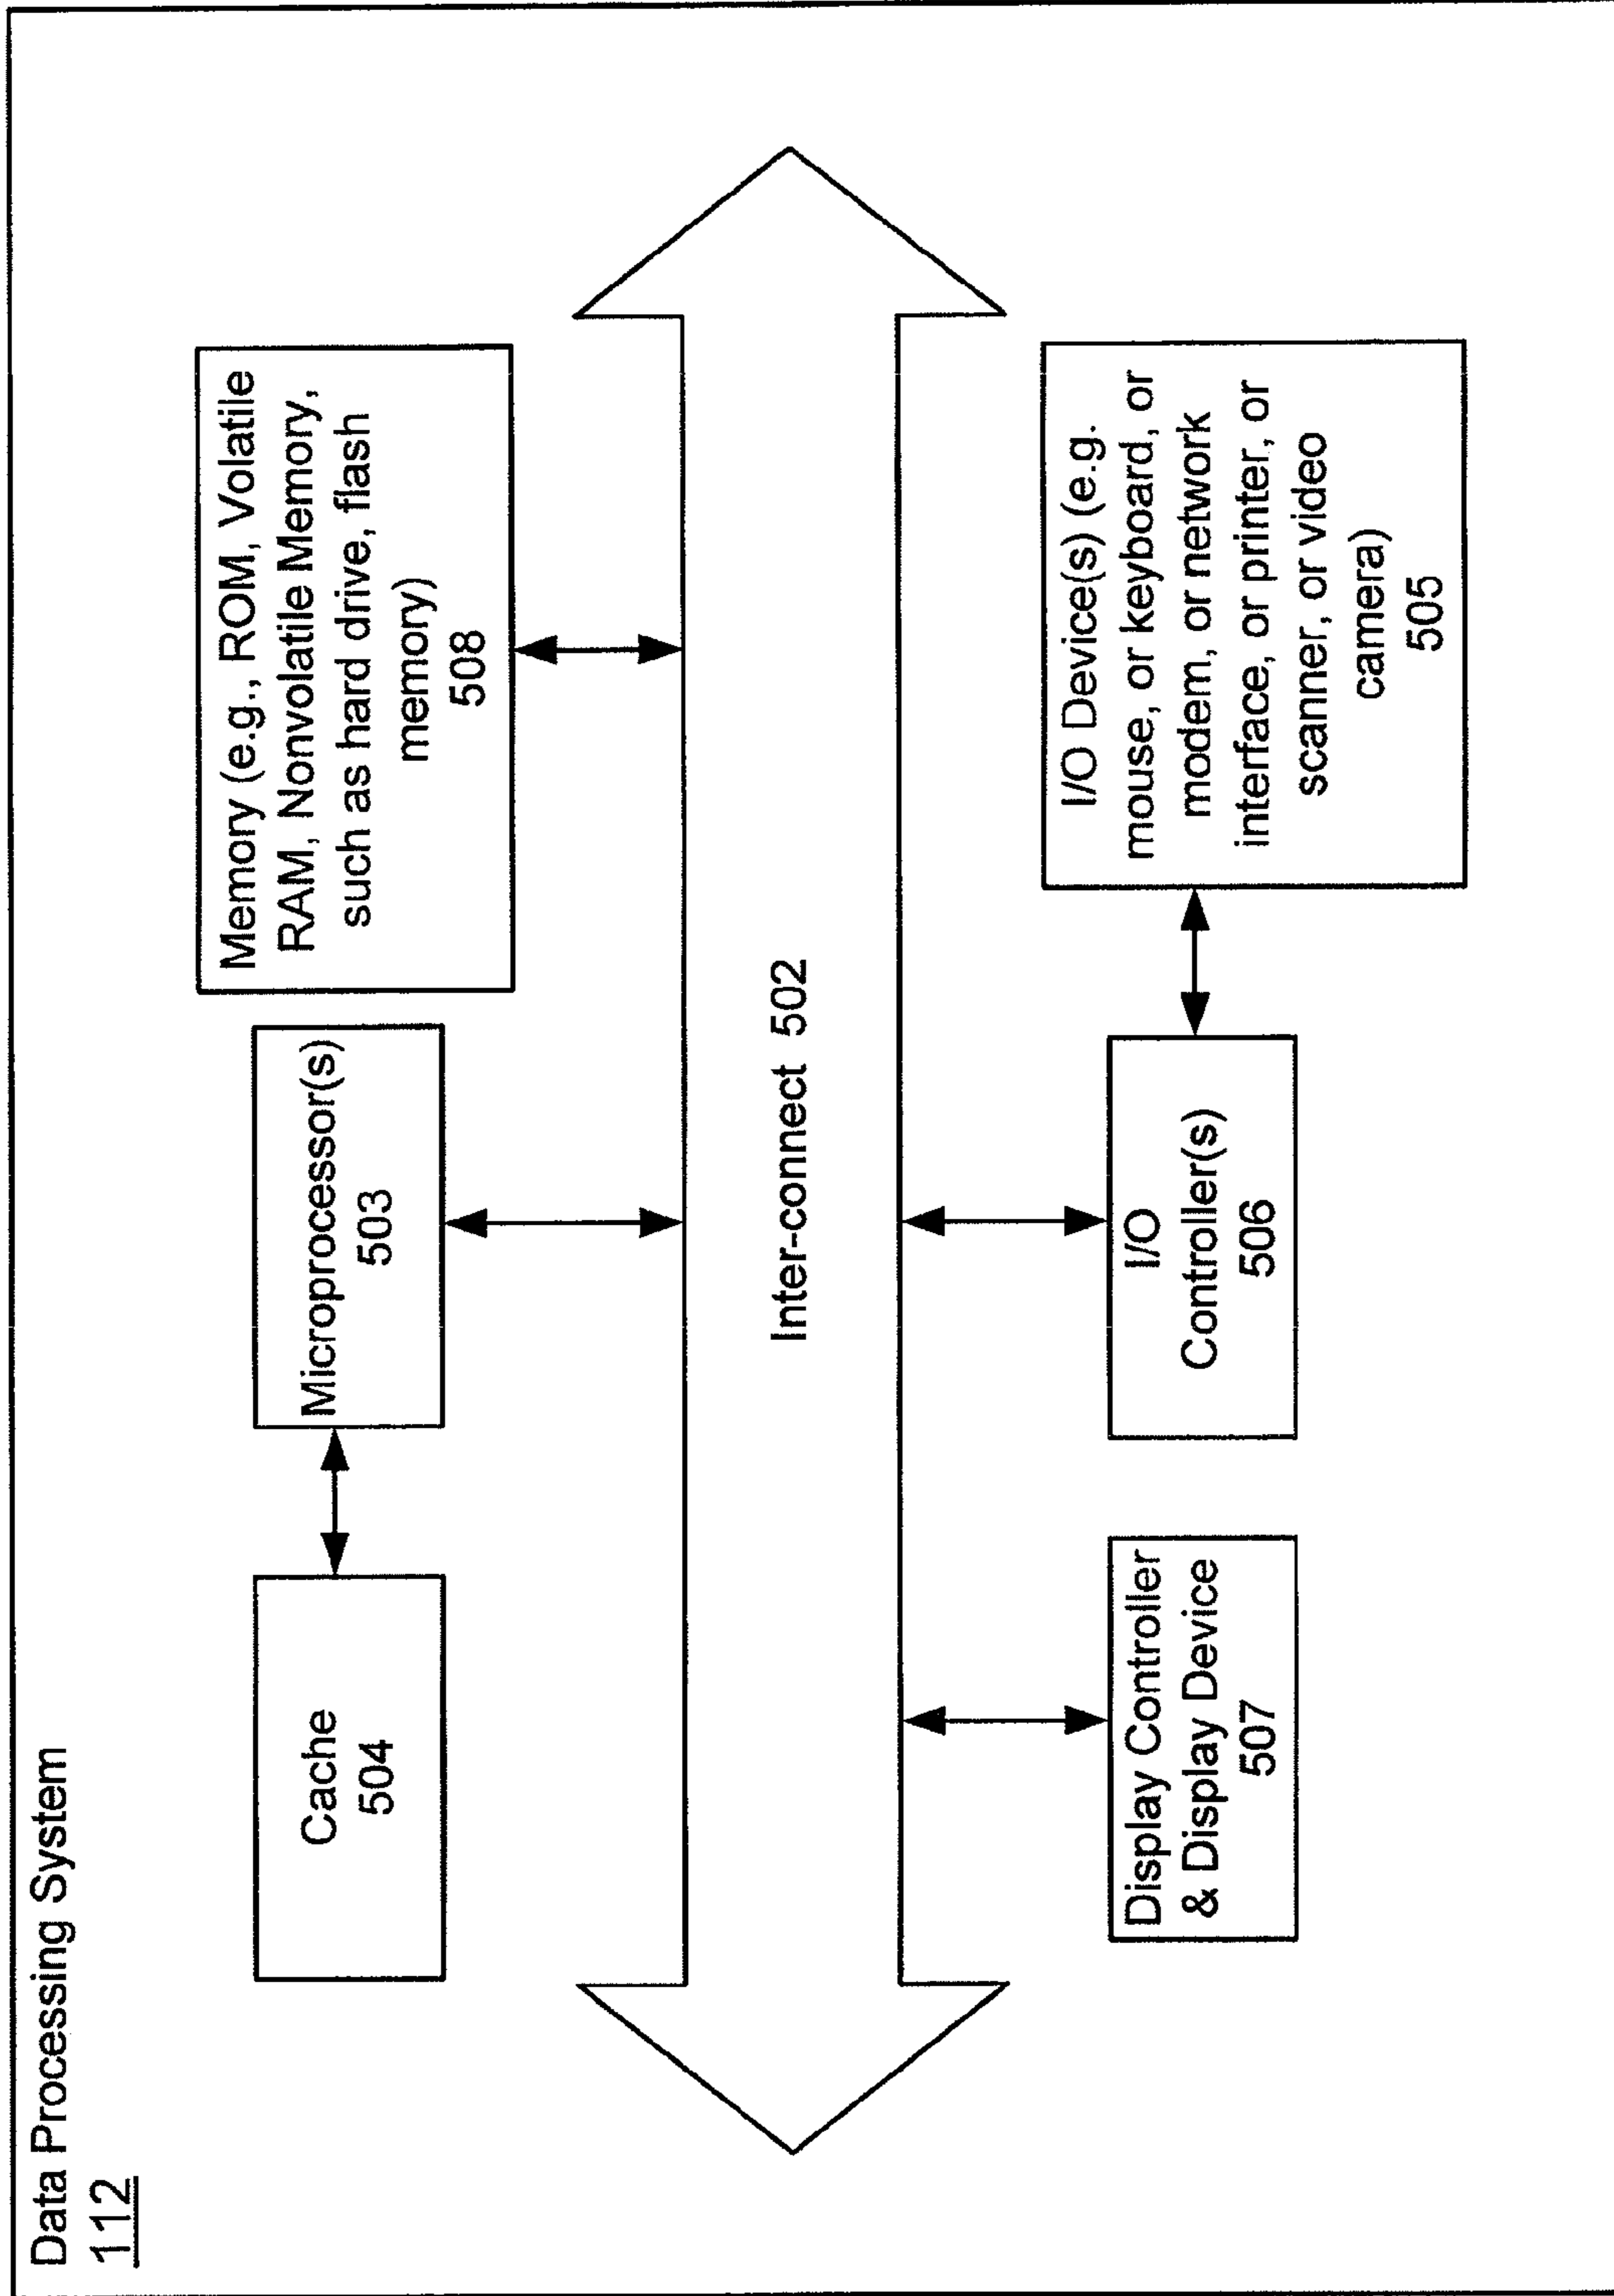 Data Processing System
112
Cache
504
Microprocessor(s)
503
Memory (e.g., ROM, Volatile
RAM, Nonvolatile Memory,
such as hard drive, flash
memory)
508
Inter-connect 502
Display Controller
& Display Device
507
I/O
Controller(s)
506
I/O Device(s) (e.g.
mouse, or keyboard, or
modem, or network
interface, or printer, or
scanner, or video
camera)
505